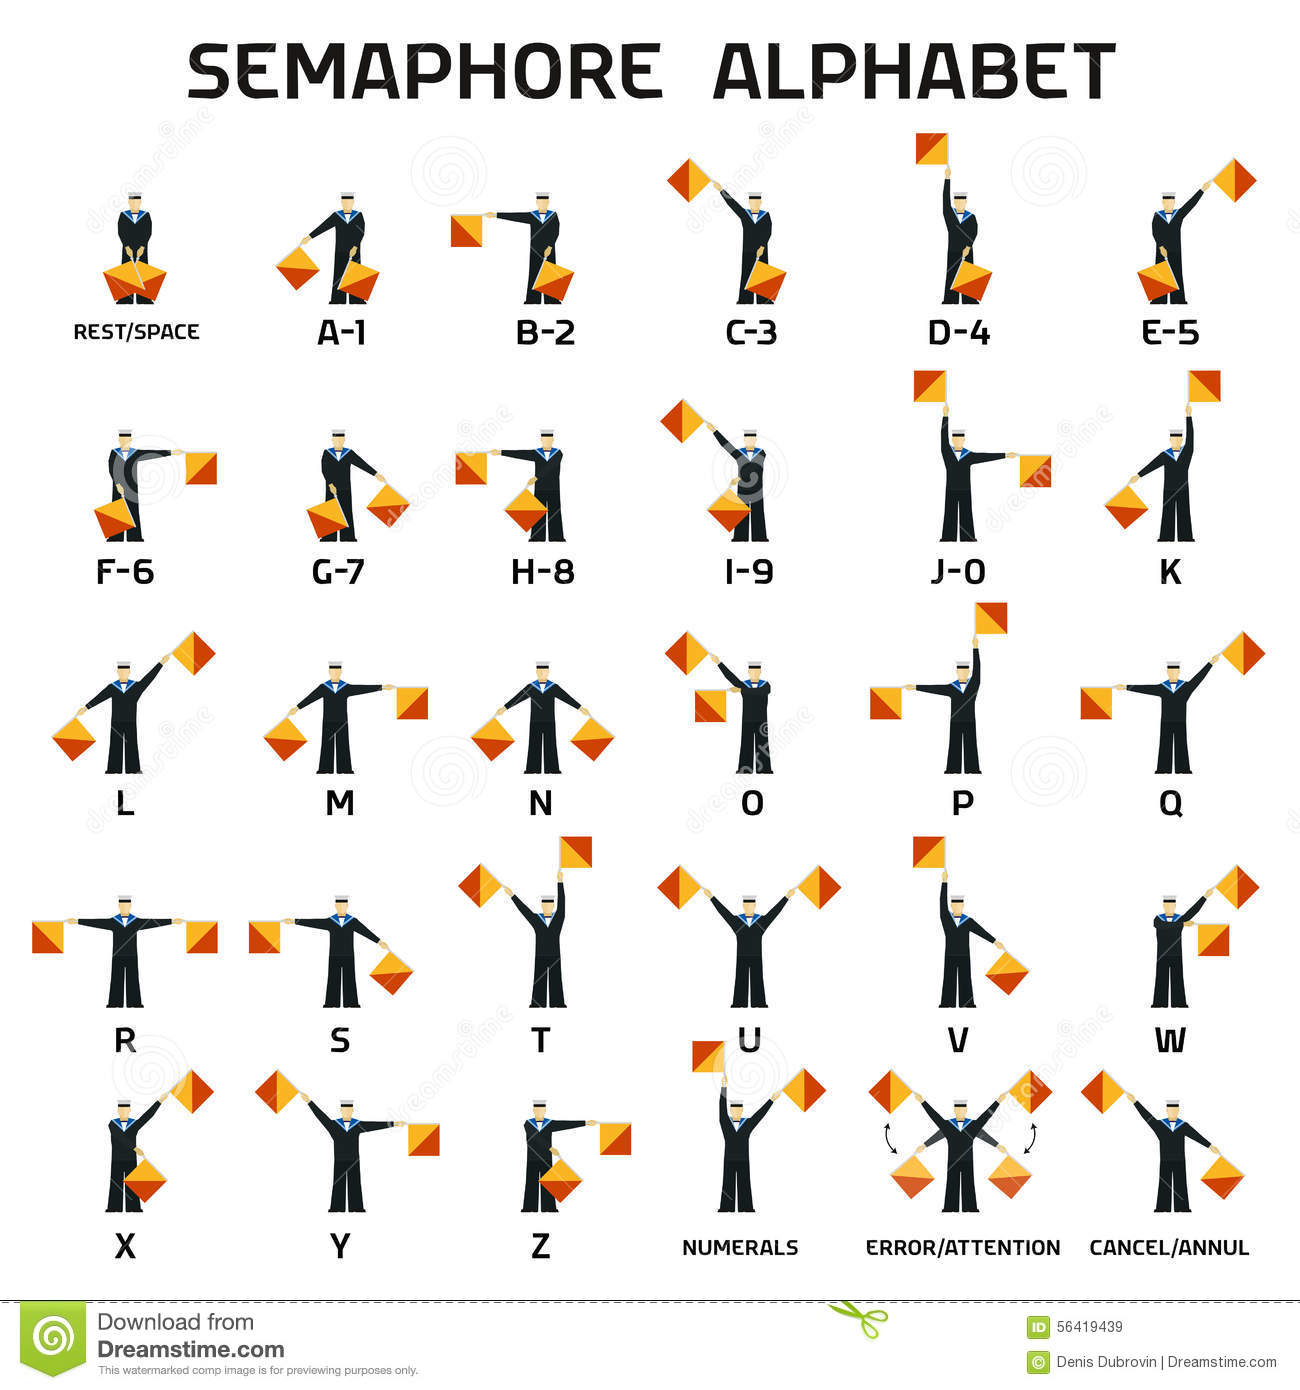 SEMAPHORE ALPHABET
REST/SPACE A-1 B-2 C-3 D-4 E-5
F-6 G-7 H-8 I-9 J-0 K
L M N O P Q
R S T U V W
X Y Z NUMERALS ERROR/ATTENTION CANCEL/ANNUL
Download from
Dreamstime.com
This watermarked comp image is for previewing purposes only.
ID 56419439
© Denis Dubrovin | Dreamstime.com